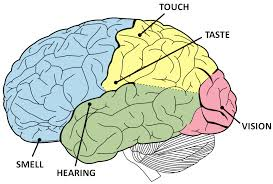 TOUCH
TASTE
VISION
SMELL
HEARING